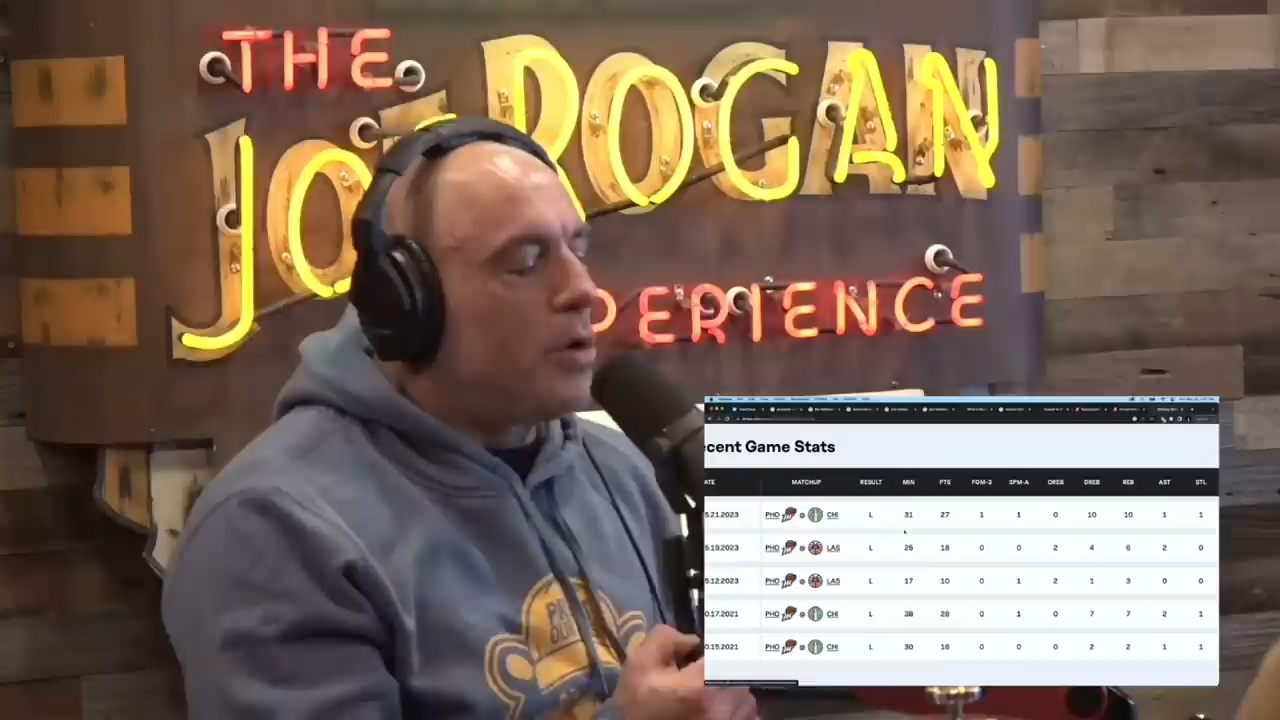 THE
JOE ROGAN
PERIENCE
ecent Game Stats
ATE MATCHUP RESULT MIN PTS FGM-3 3PM-A OREB DREB REB AST STL
5.21.2023 PHO @ CHI L 31 27 1 1 0 10 10 1 1
5.19.2023 PHO @ LAS L 25 18 0 0 2 4 6 2 0
5.12.2023 PHO @ LAS L 17 10 0 1 2 1 3 0 0
0.17.2021 PHO @ CHI L 38 28 0 1 0 7 7 2 1
0.15.2021 PHO @ CHI L 30 16 0 0 0 2 2 1 1